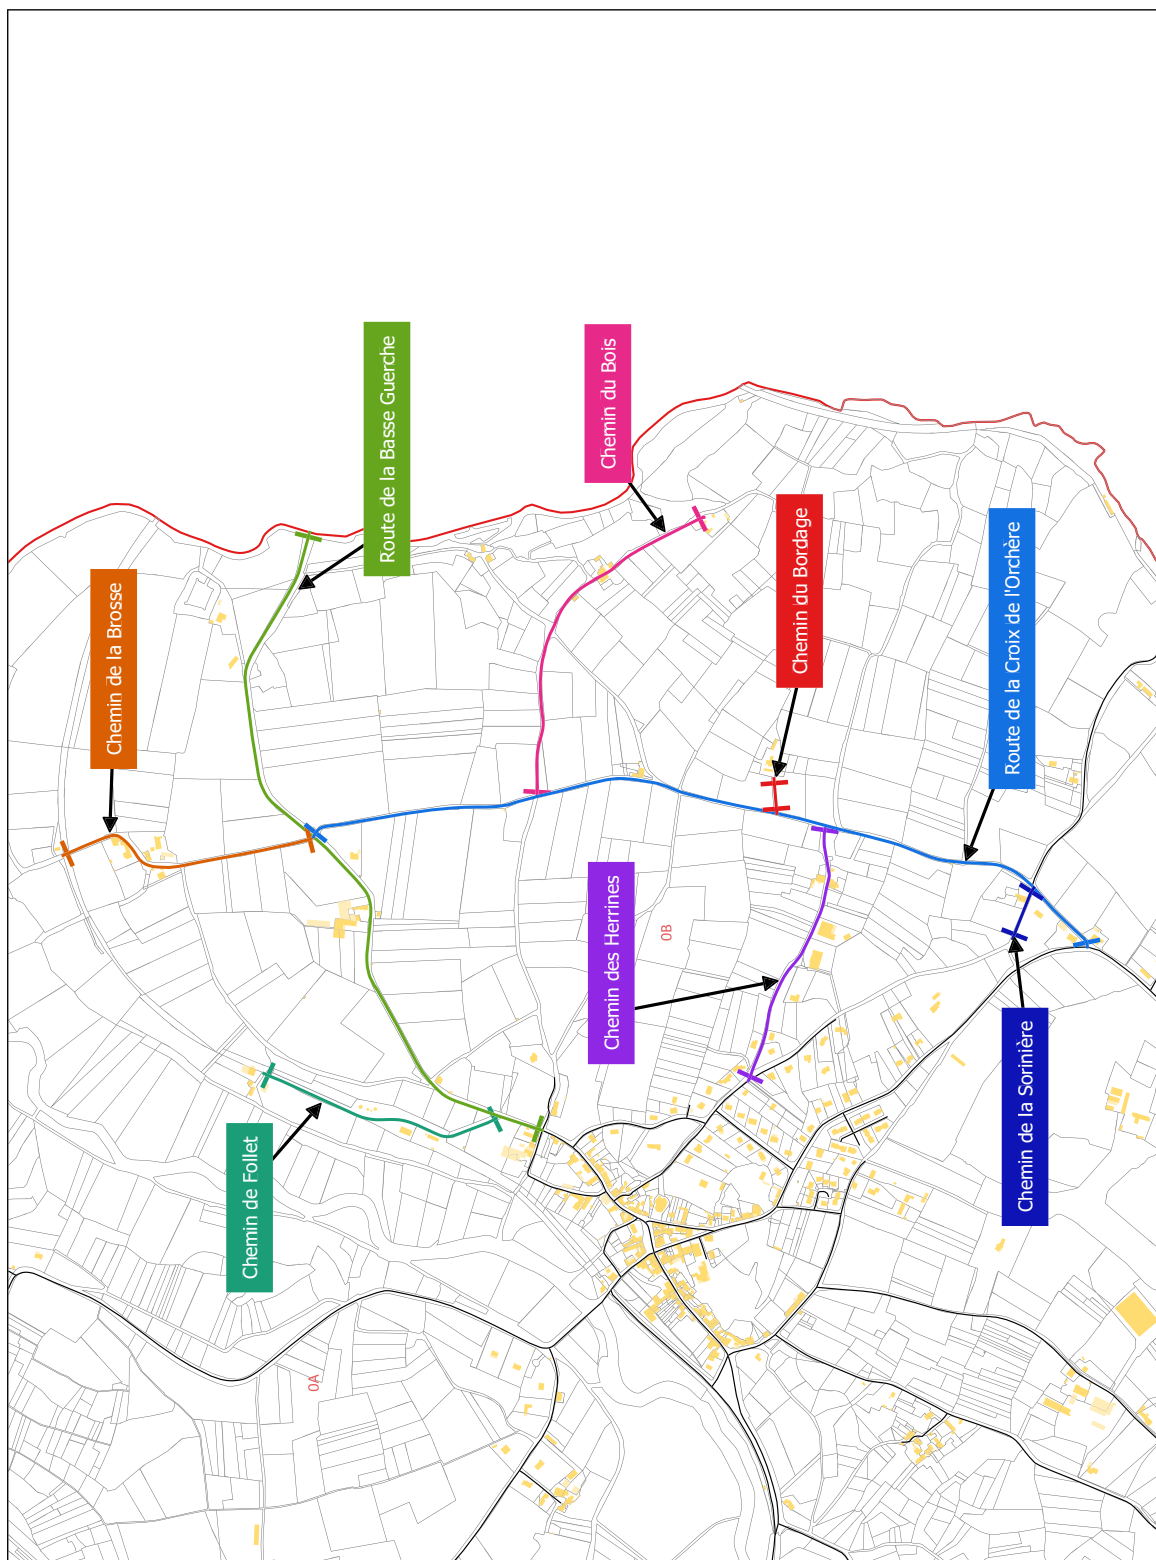 Chemin de la Brosse
Route de la Basse Guerche
Chemin du Bois
Chemin du Bordage
Route de la Croix de l'Orchère
Chemin des Herrines
Chemin de la Sorinière
Chemin de Follet
0B
0A